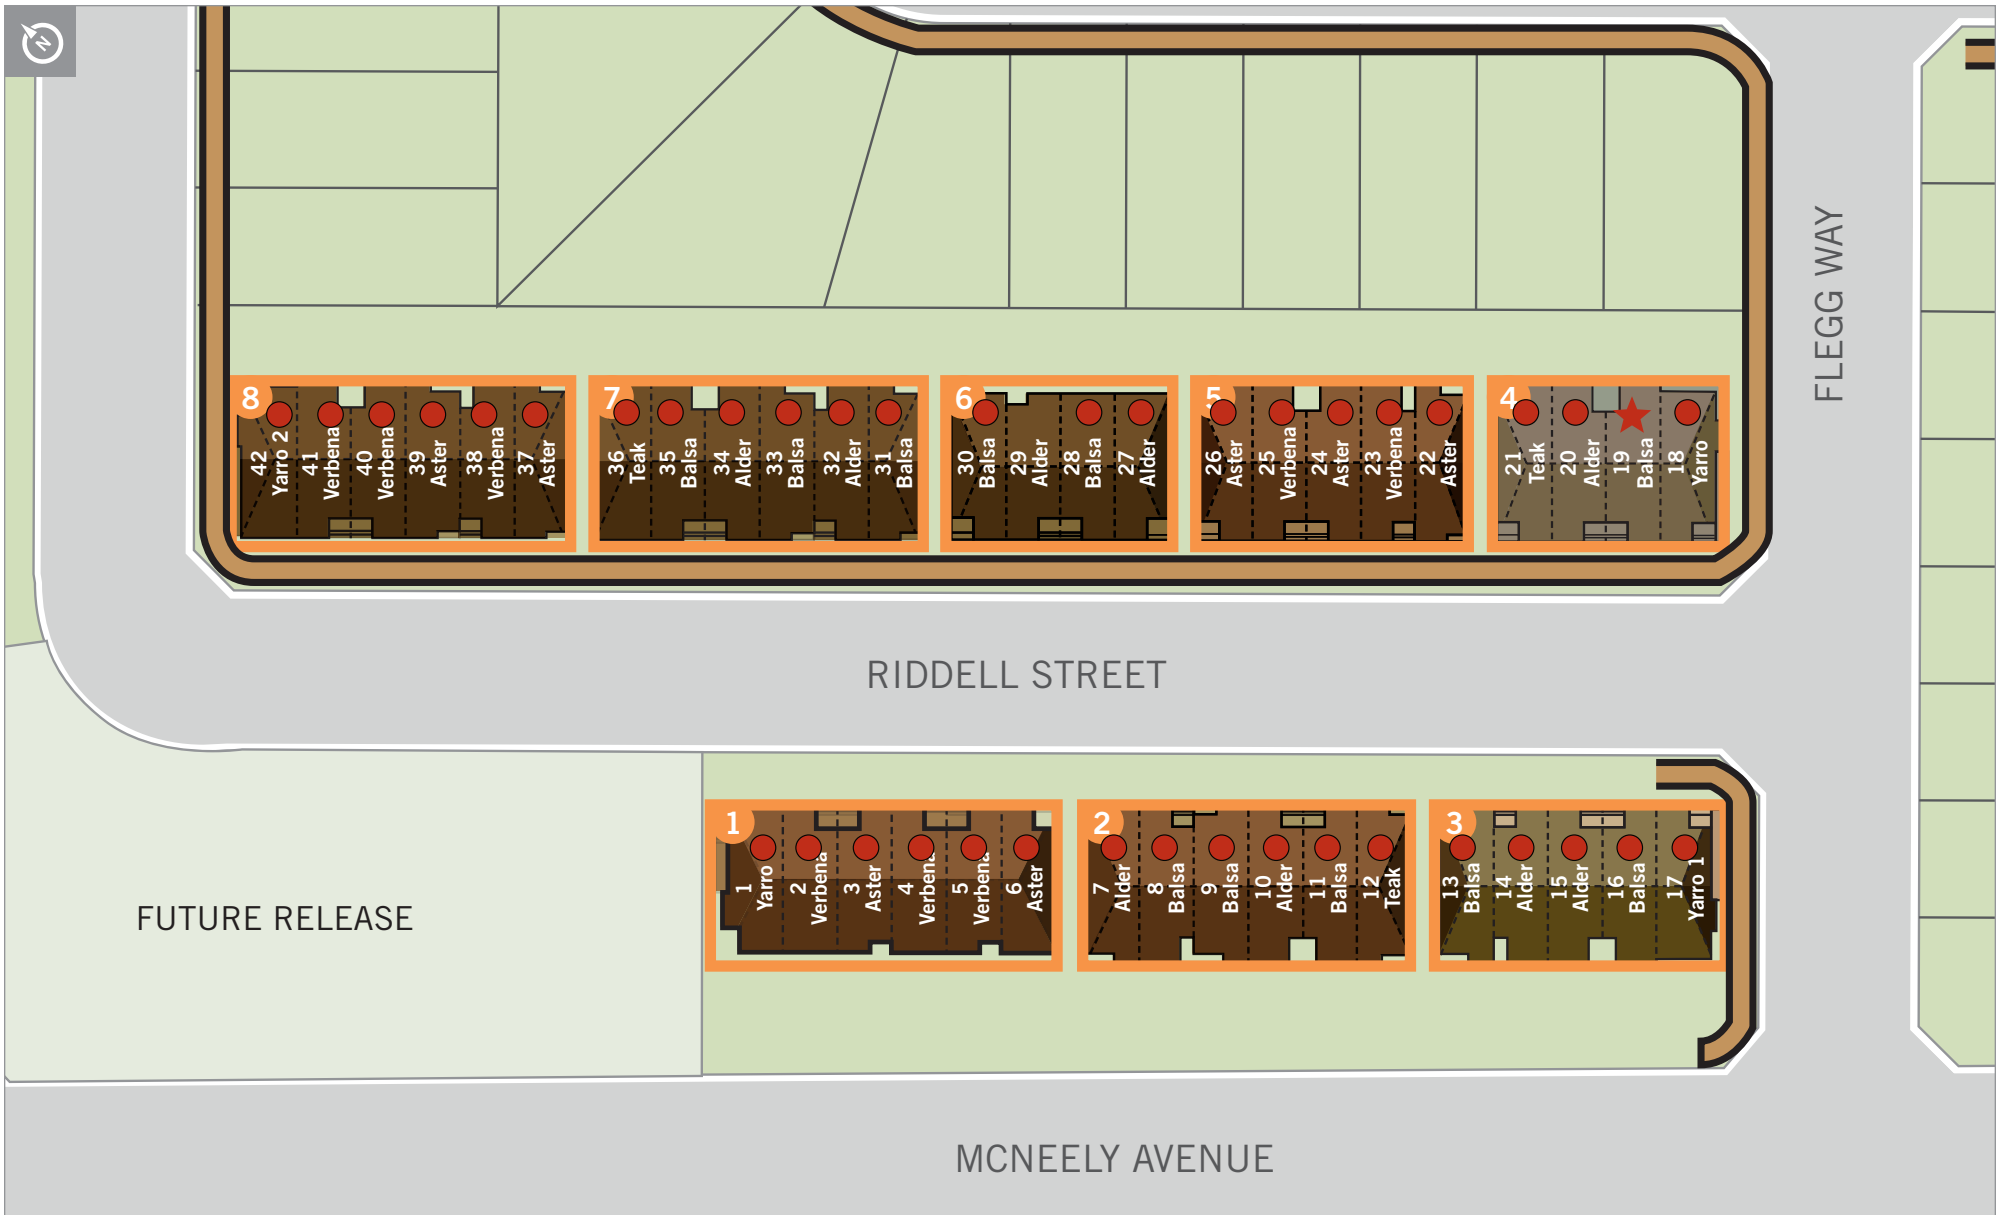 N
FLEGG WAY
8
42
Yarro 2
41
Verbena
40
Verbena
39
Aster
38
Verbena
37
Aster
7
36
Teak
35
Balsa
34
Alder
33
Balsa
32
Alder
31
Balsa
6
30
Balsa
29
Alder
28
Balsa
27
Alder
5
26
Aster
25
Verbena
24
Aster
23
Verbena
22
Aster
4
21
Teak
20
Alder
19
Balsa
18
Yarro
RIDDELL STREET
1
1
Yarro
2
Verbena
3
Aster
4
Verbena
5
Verbena
6
Aster
2
7
Alder
8
Balsa
9
Balsa
10
Alder
11
Balsa
12
Teak
3
13
Balsa
14
Alder
15
Alder
16
Balsa
17
Yarro 1
FUTURE RELEASE
MCNEELY AVENUE